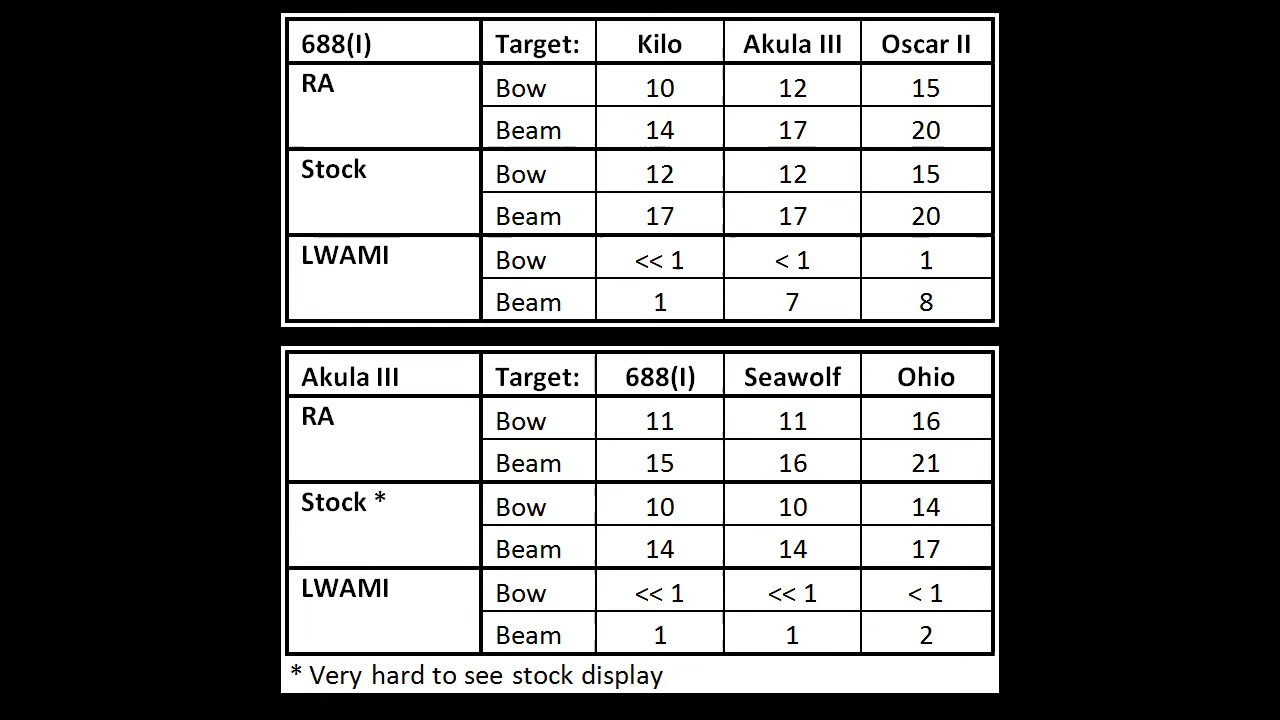 688(I) Target: Kilo Akula III Oscar II
RA Bow 10 12 15
Beam 14 17 20
Stock Bow 12 12 15
Beam 17 17 20
LWAMI Bow << 1 < 1 1
Beam 1 7 8
Akula III Target: 688(I) Seawolf Ohio
RA Bow 11 11 16
Beam 15 16 21
Stock * Bow 10 10 14
Beam 14 14 17
LWAMI Bow << 1 << 1 < 1
Beam 1 1 2
* Very hard to see stock display